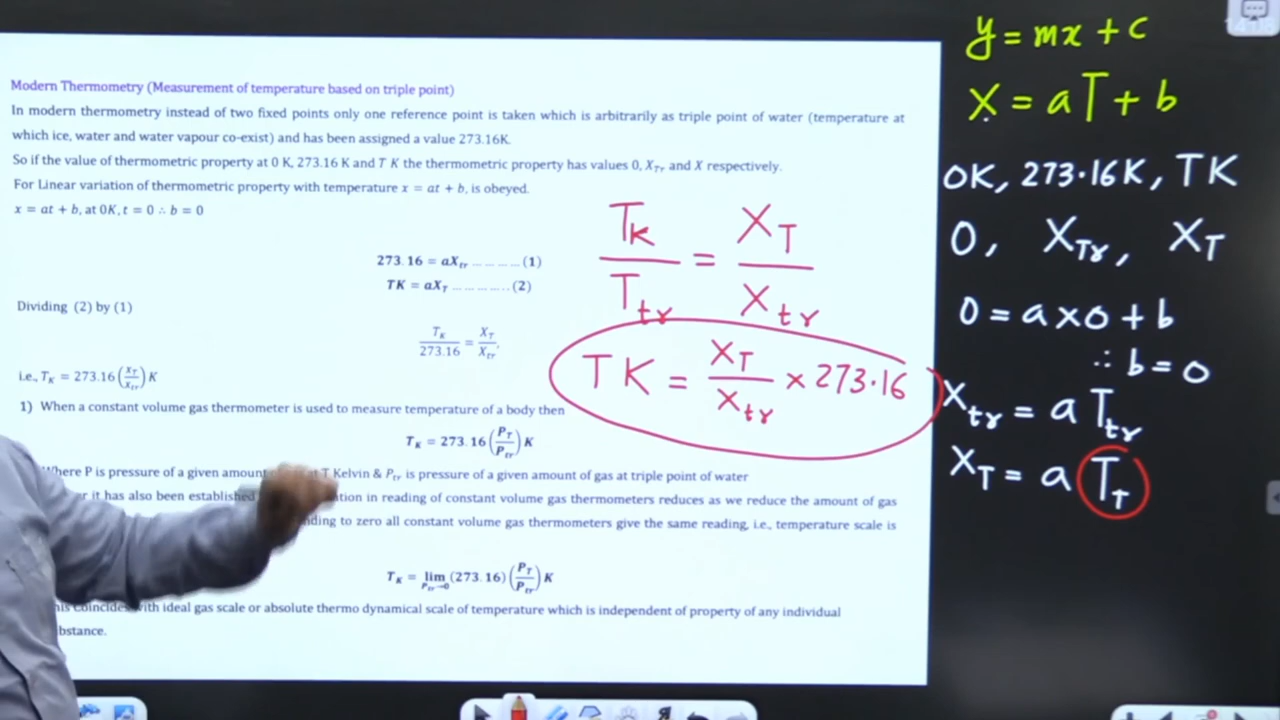 Modern Thermometry (Measurement of temperature based on triple point)
In modern thermometry instead of two fixed points only one reference point is taken which is arbitrarily as triple point of water (temperature at
which ice, water and water vapour co-exist) and has been assigned a value 273.16K.
So if the value of thermometric property at 0 K, 273.16 K and T K the thermometric property has values 0, X_Tr, and X respectively.
For Linear variation of thermometric property with temperature x = at + b, is obeyed.
x = at + b, at 0K, t = 0 ∴ b = 0
273.16 = aX_tr ............ (1)
TK = aX_T ............ (2)
Dividing (2) by (1)
T_K/273.16 = X_T/X_tr,
i.e., T_K = 273.16 (x_T/x_tr) K
1) When a constant volume gas thermometer is used to measure temperature of a body then
T_K = 273.16 (P_T/P_tr) K
Where P is pressure of a given amount T Kelvin & P_tr is pressure of a given amount of gas at triple point of water
it has also been established in reading of constant volume gas thermometers reduces as we reduce the amount of gas
to zero all constant volume gas thermometers give the same reading, i.e., temperature scale is
T_K = lim P_tr→0 (273.16) (P_T/P_tr) K
coincides with ideal gas scale or absolute thermo dynamical scale of temperature which is independent of property of any individual
T_k/T_tr = X_T/X_tr
TK = X_T/X_tr × 273.16
y = mx + c
X = aT + b
0K, 273.16K, TK
0, X_Tr, X_T
0 = a×0 + b
∴ b = 0
X_tr = a T_tr
X_T = a T_T